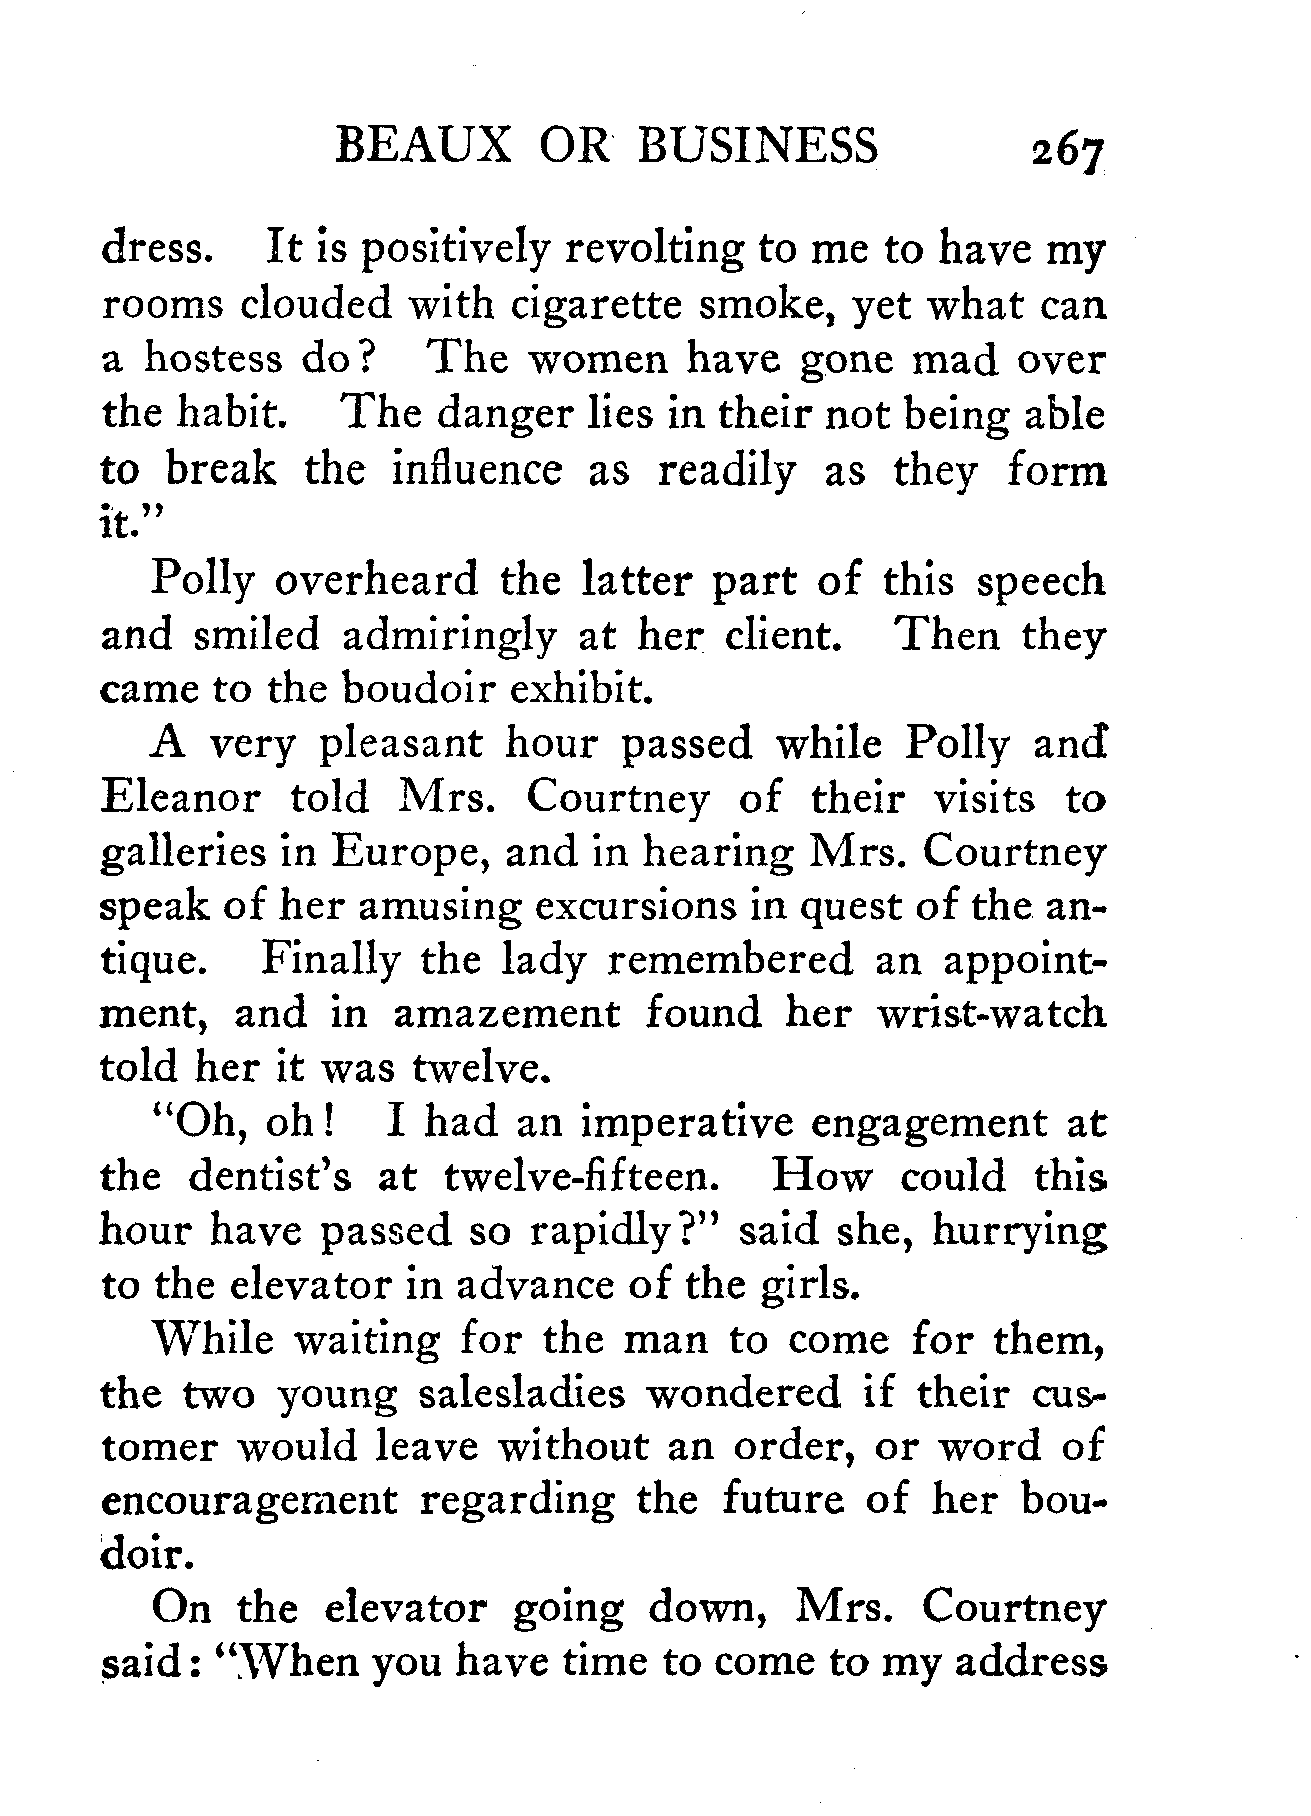 BEAUX OR BUSINESS 267
dress. It is positively revolting to me to have my
rooms clouded with cigarette smoke, yet what can
a hostess do? The women have gone mad over
the habit. The danger lies in their not being able
to break the influence as readily as they form
it."
Polly overheard the latter part of this speech
and smiled admiringly at her client. Then they
came to the boudoir exhibit.
A very pleasant hour passed while Polly and
Eleanor told Mrs. Courtney of their visits to
galleries in Europe, and in hearing Mrs. Courtney
speak of her amusing excursions in quest of the an-
tique. Finally the lady remembered an appoint-
ment, and in amazement found her wrist-watch
told her it was twelve.
"Oh, oh! I had an imperative engagement at
the dentist's at twelve-fifteen. How could this
hour have passed so rapidly?" said she, hurrying
to the elevator in advance of the girls.
While waiting for the man to come for them,
the two young salesladies wondered if their cus-
tomer would leave without an order, or word of
encouragement regarding the future of her bou-
doir.
On the elevator going down, Mrs. Courtney
said: "When you have time to come to my address